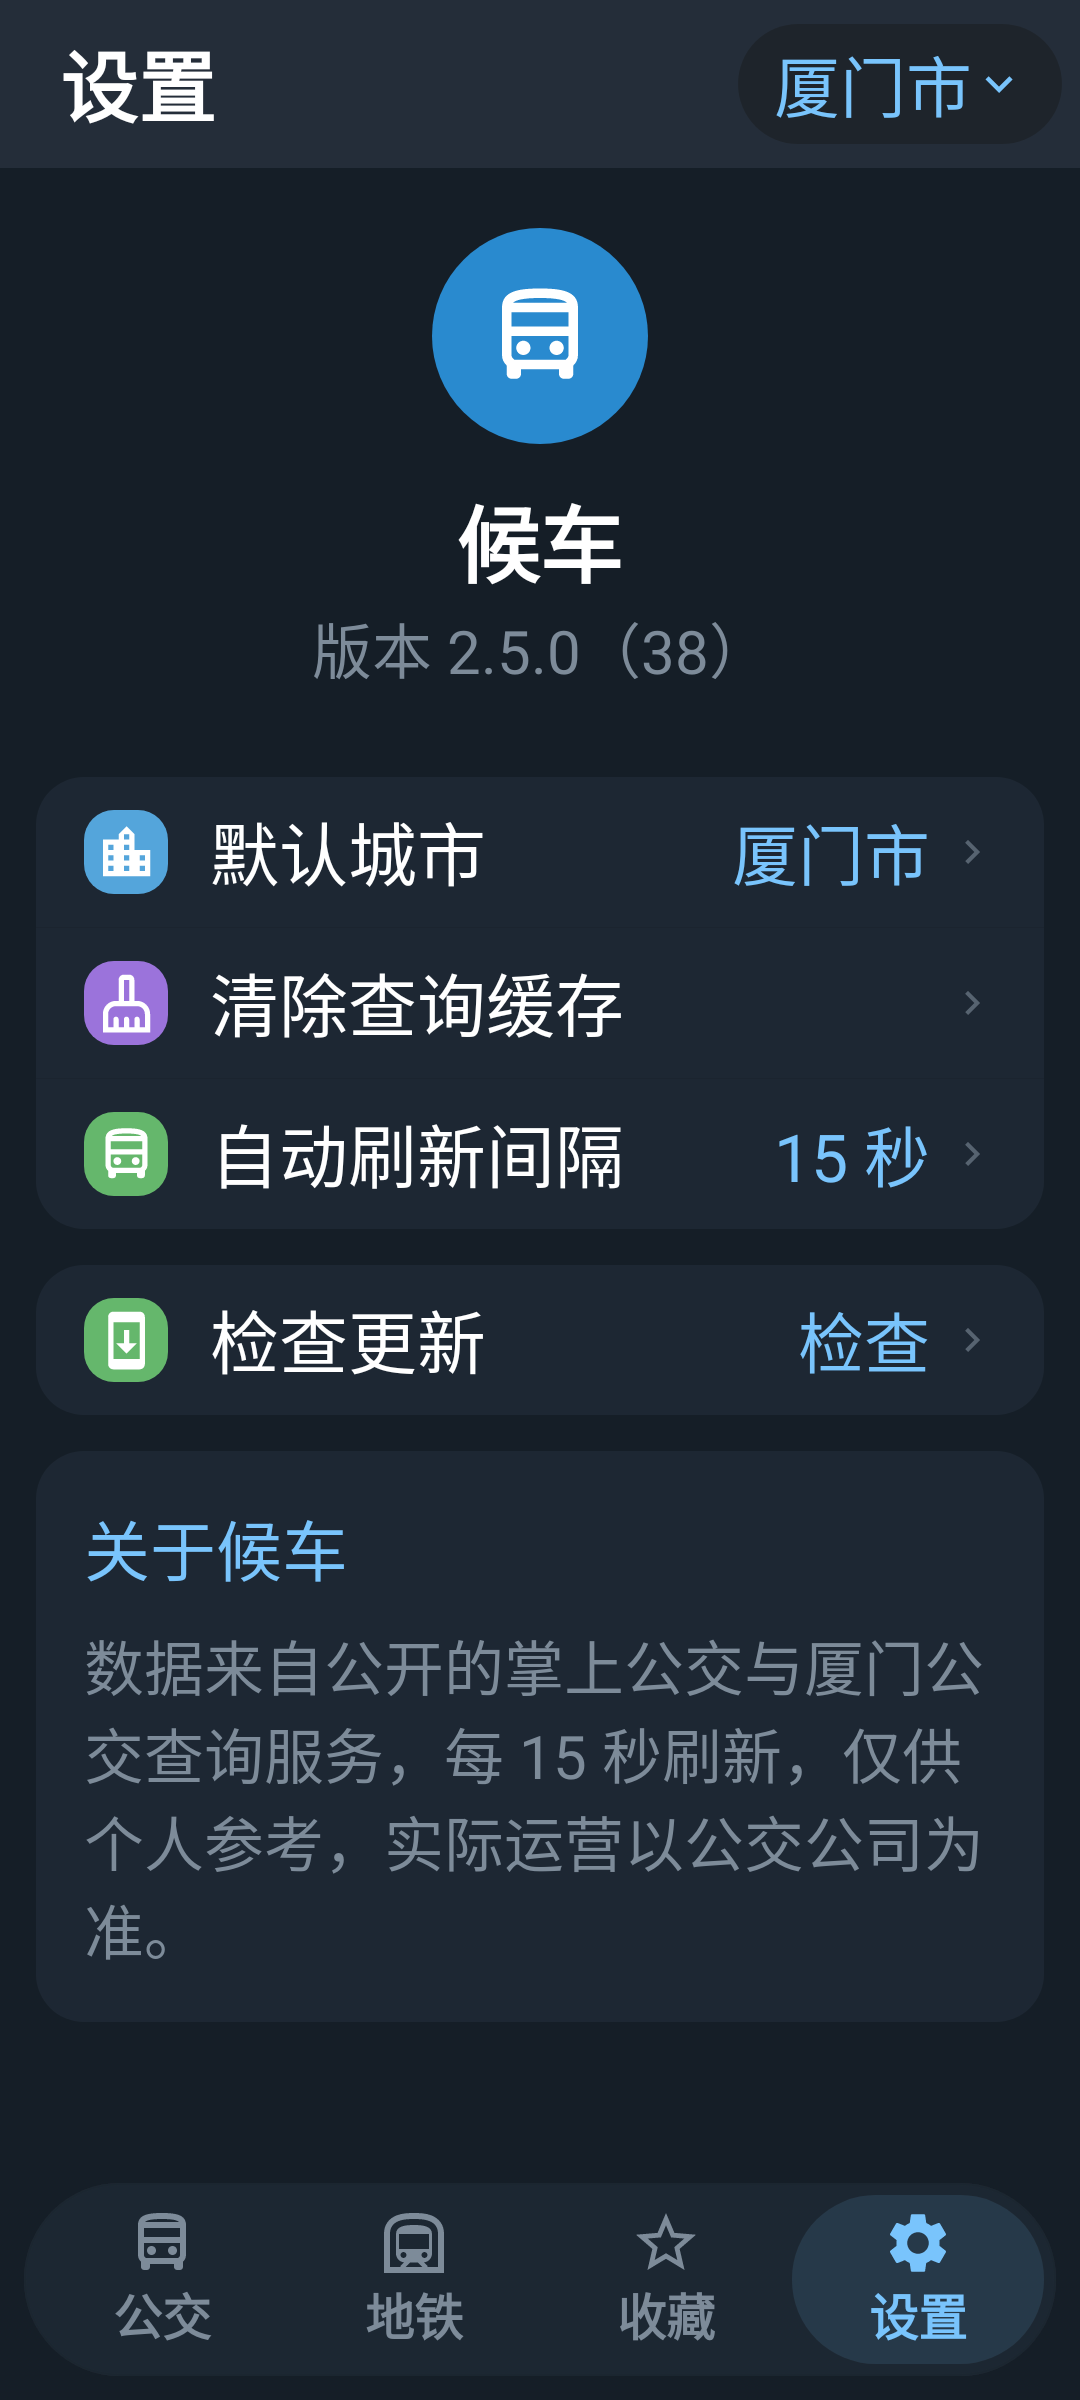 设置
厦门市
候车
版本 2.5.0（38）
默认城市
厦门市
清除查询缓存
自动刷新间隔
15 秒
检查更新
检查
关于候车
数据来自公开的掌上公交与厦门公
交查询服务，每 15 秒刷新，仅供
个人参考，实际运营以公交公司为
准。
公交
地铁
收藏
设置